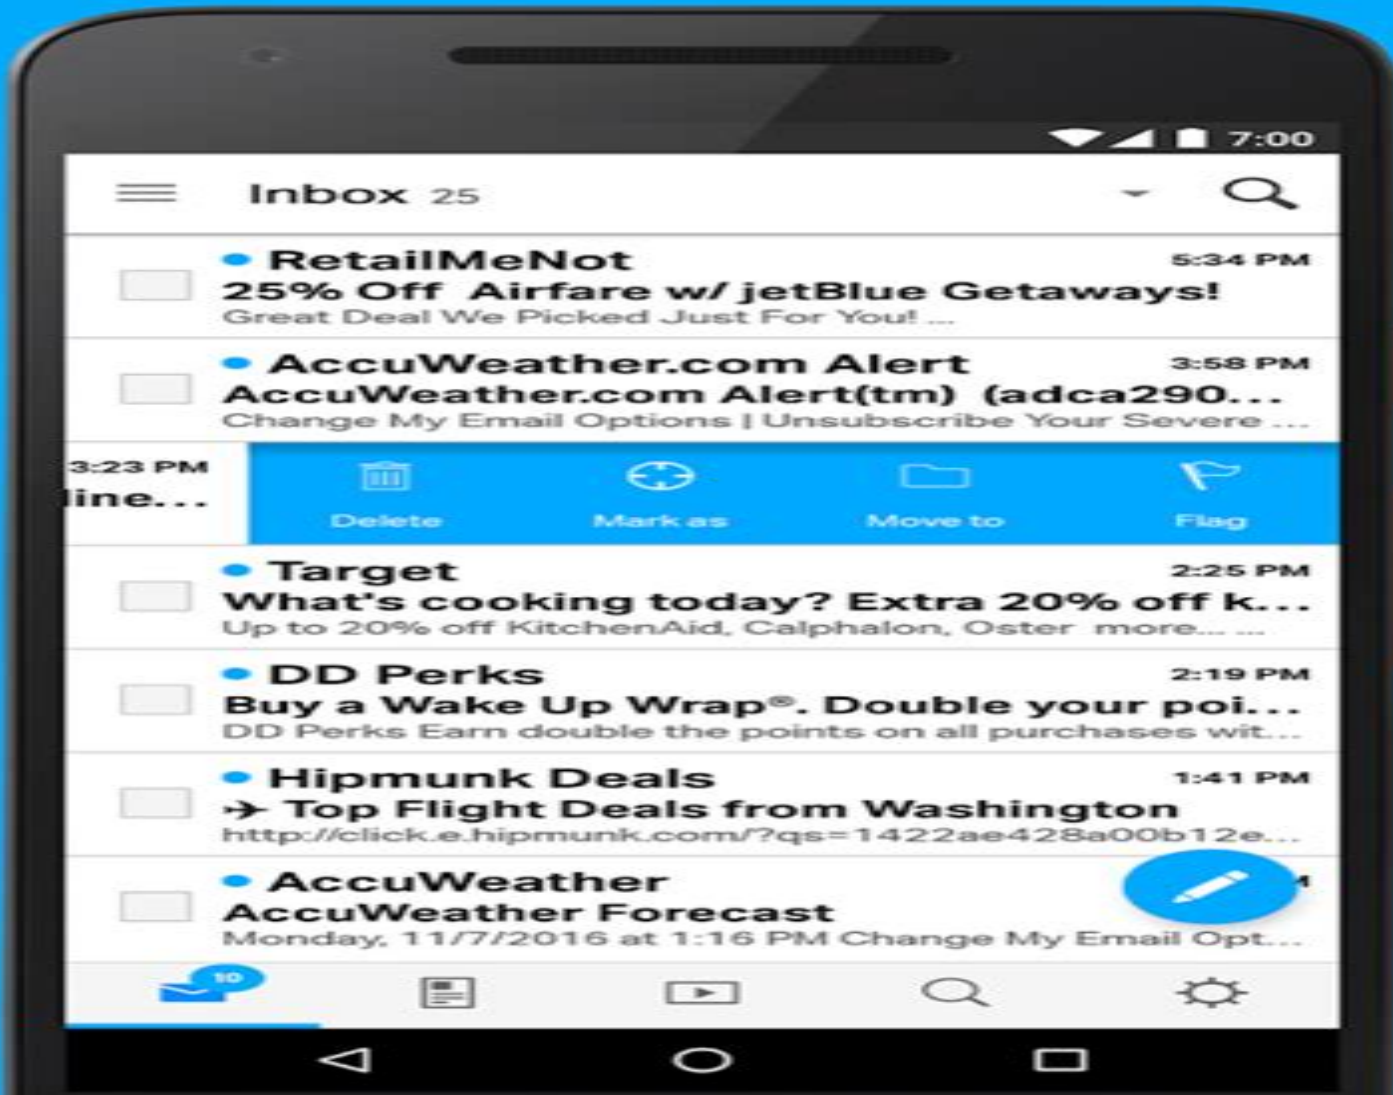 7:00
Inbox 25
RetailMeNot 5:34 PM
25% Off Airfare w/ jetBlue Getaways!
Great Deal We Picked Just For You! ...
AccuWeather.com Alert 3:58 PM
AccuWeather.com Alert(tm) (adca290...
Change My Email Options | Unsubscribe Your Severe ...
3:23 PM
line...
Delete Mark as Move to Flag
Target 2:25 PM
What's cooking today? Extra 20% off k...
Up to 20% off KitchenAid, Calphalon, Oster more... ...
DD Perks 2:19 PM
Buy a Wake Up Wrap®. Double your poi...
DD Perks Earn double the points on all purchases wit...
Hipmunk Deals 1:41 PM
✈ Top Flight Deals from Washington
http://click.e.hipmunk.com/?qs=1422ae428a00b12e...
AccuWeather
AccuWeather Forecast
Monday, 11/7/2016 at 1:16 PM Change My Email Opt...
10